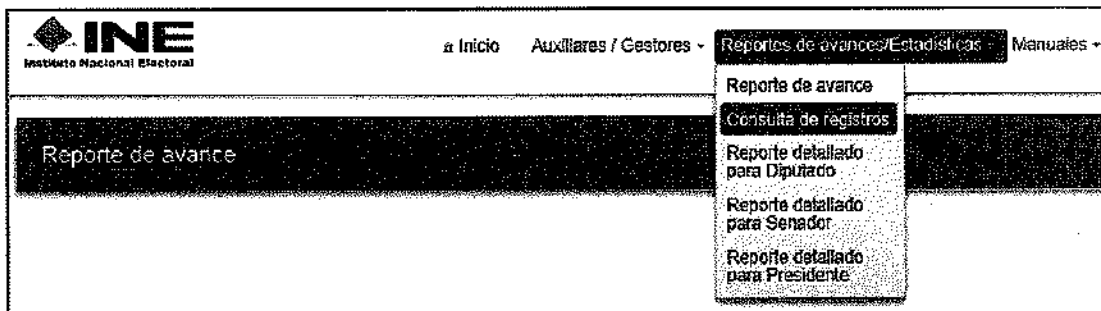 INE
Instituto Nacional Electoral
Inicio Auxiliares / Gestores Reportes de avances/Estadísticas Manuales
Reporte de avance
Consulta de registros
Reporte detallado
para Diputado
Reporte detallado
para Senador
Reporte detallado
para Presidente
Reporte de avance